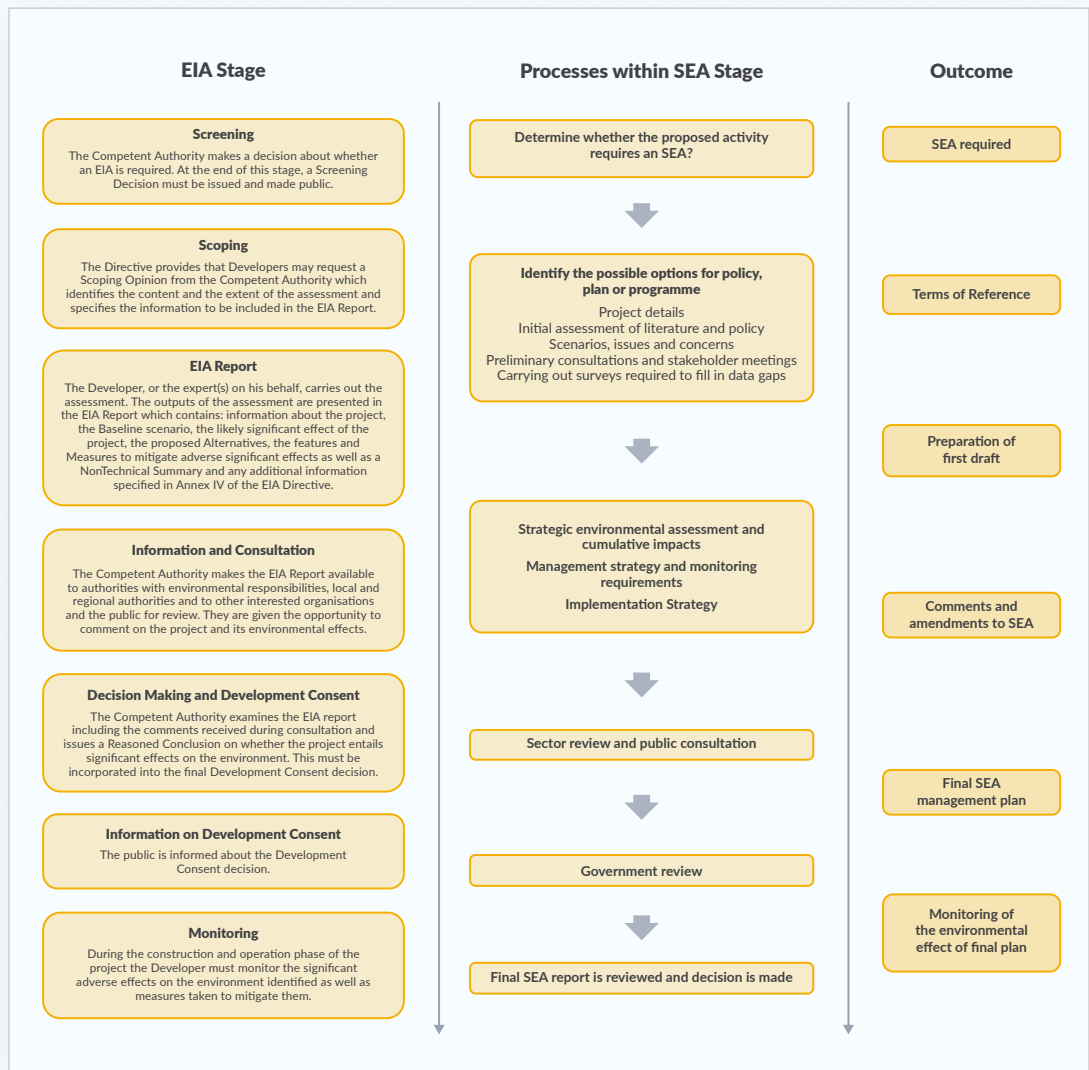 EIA Stage
Screening
The Competent Authority makes a decision about whether
an EIA is required. At the end of this stage, a Screening
Decision must be issued and made public.
Scoping
The Directive provides that Developers may request a
Scoping Opinion from the Competent Authority which
identifies the content and the extent of the assessment and
specifies the information to be included in the EIA Report.
EIA Report
The Developer, or the expert(s) on his behalf, carries out the
assessment. The outputs of the assessment are presented in
the EIA Report which contains: information about the project,
the Baseline scenario, the likely significant effect of the
project, the proposed Alternatives, the features and
Measures to mitigate adverse significant effects as well as a
NonTechnical Summary and any additional information
specified in Annex IV of the EIA Directive.
Information and Consultation
The Competent Authority makes the EIA Report available
to authorities with environmental responsibilities, local and
regional authorities and to other interested organisations
and the public for review. They are given the opportunity to
comment on the project and its environmental effects.
Decision Making and Development Consent
The Competent Authority examines the EIA report
including the comments received during consultation and
issues a Reasoned Conclusion on whether the project entails
significant effects on the environment. This must be
incorporated into the final Development Consent decision.
Information on Development Consent
The public is informed about the Development
Consent decision.
Monitoring
During the construction and operation phase of the
project the Developer must monitor the significant
adverse effects on the environment identified as well as
measures taken to mitigate them.
Processes within SEA Stage
Determine whether the proposed activity
requires an SEA?
Identify the possible options for policy,
plan or programme
Project details
Initial assessment of literature and policy
Scenarios, issues and concerns
Preliminary consultations and stakeholder meetings
Carrying out surveys required to fill in data gaps
Strategic environmental assessment and
cumulative impacts
Management strategy and monitoring
requirements
Implementation Strategy
Sector review and public consultation
Government review
Final SEA report is reviewed and decision is made
Outcome
SEA required
Terms of Reference
Preparation of
first draft
Comments and
amendments to SEA
Final SEA
management plan
Monitoring of
the environmental
effect of final plan